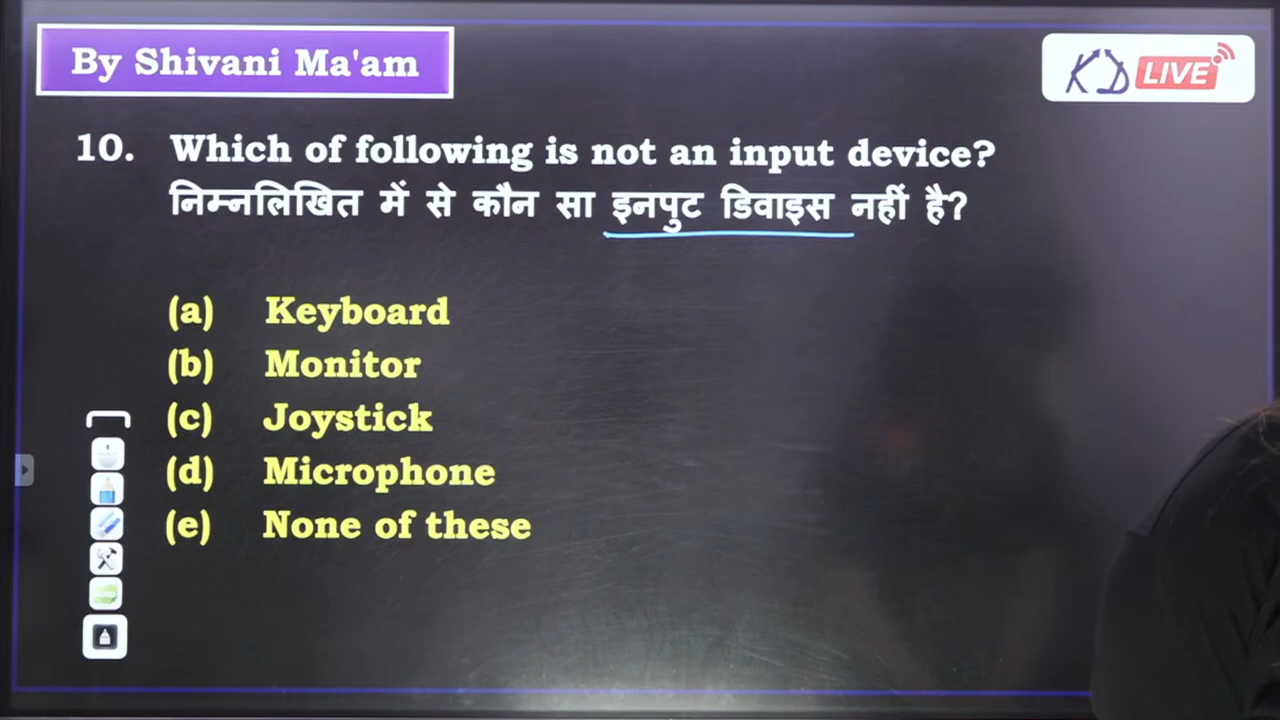 By Shivani Ma'am
KD LIVE
10. Which of following is not an input device?
निम्नलिखित में से कौन सा इनपुट डिवाइस नहीं है?
(a) Keyboard
(b) Monitor
(c) Joystick
(d) Microphone
(e) None of these